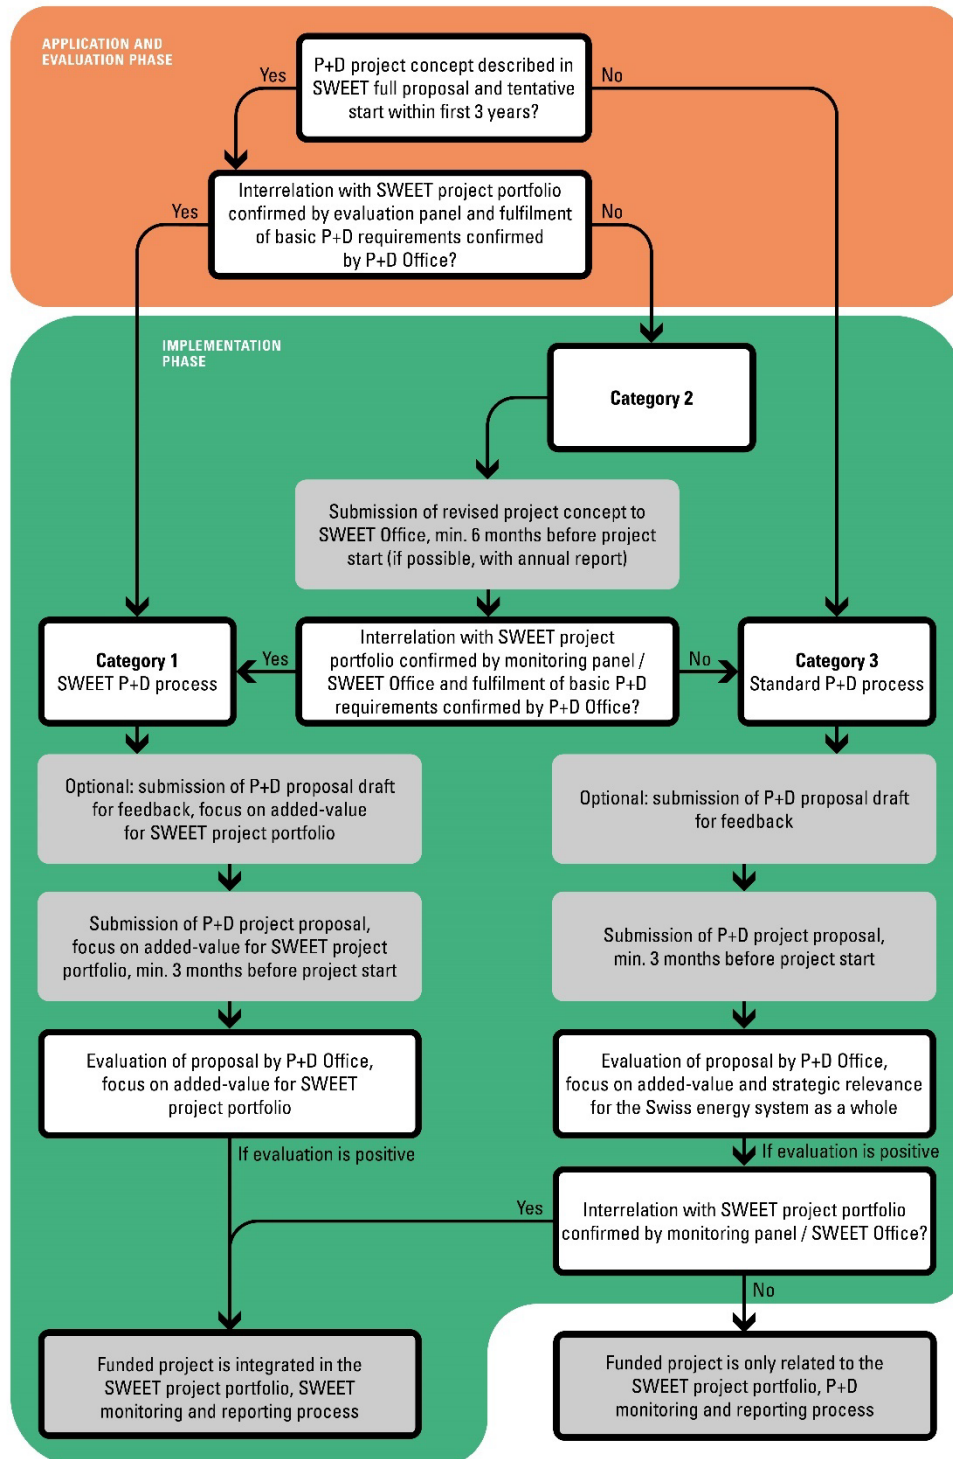 APPLICATION AND
EVALUATION PHASE
P+D project concept described in
SWEET full proposal and tentative
start within first 3 years?
Yes
No
Interrelation with SWEET project portfolio
confirmed by evaluation panel and fulfilment
of basic P+D requirements confirmed
by P+D Office?
Yes
No
IMPLEMENTATION
PHASE
Category 2
Submission of revised project concept to
SWEET Office, min. 6 months before project
start (if possible, with annual report)
Category 1
SWEET P+D process
Yes
Interrelation with SWEET project
portfolio confirmed by monitoring panel /
SWEET Office and fulfilment of basic P+D
requirements confirmed by P+D Office?
No
Category 3
Standard P+D process
Optional: submission of P+D proposal draft
for feedback, focus on added-value
for SWEET project portfolio
Optional: submission of P+D proposal draft
for feedback
Submission of P+D project proposal,
focus on added-value for SWEET project
portfolio, min. 3 months before project start
Submission of P+D project proposal,
min. 3 months before project start
Evaluation of proposal by P+D Office,
focus on added-value for SWEET
project portfolio
Evaluation of proposal by P+D Office,
focus on added-value and strategic relevance
for the Swiss energy system as a whole
If evaluation is positive
If evaluation is positive
Yes
Interrelation with SWEET project portfolio
confirmed by monitoring panel / SWEET Office?
No
Funded project is integrated in the
SWEET project portfolio, SWEET
monitoring and reporting process
Funded project is only related to the
SWEET project portfolio, P+D
monitoring and reporting process